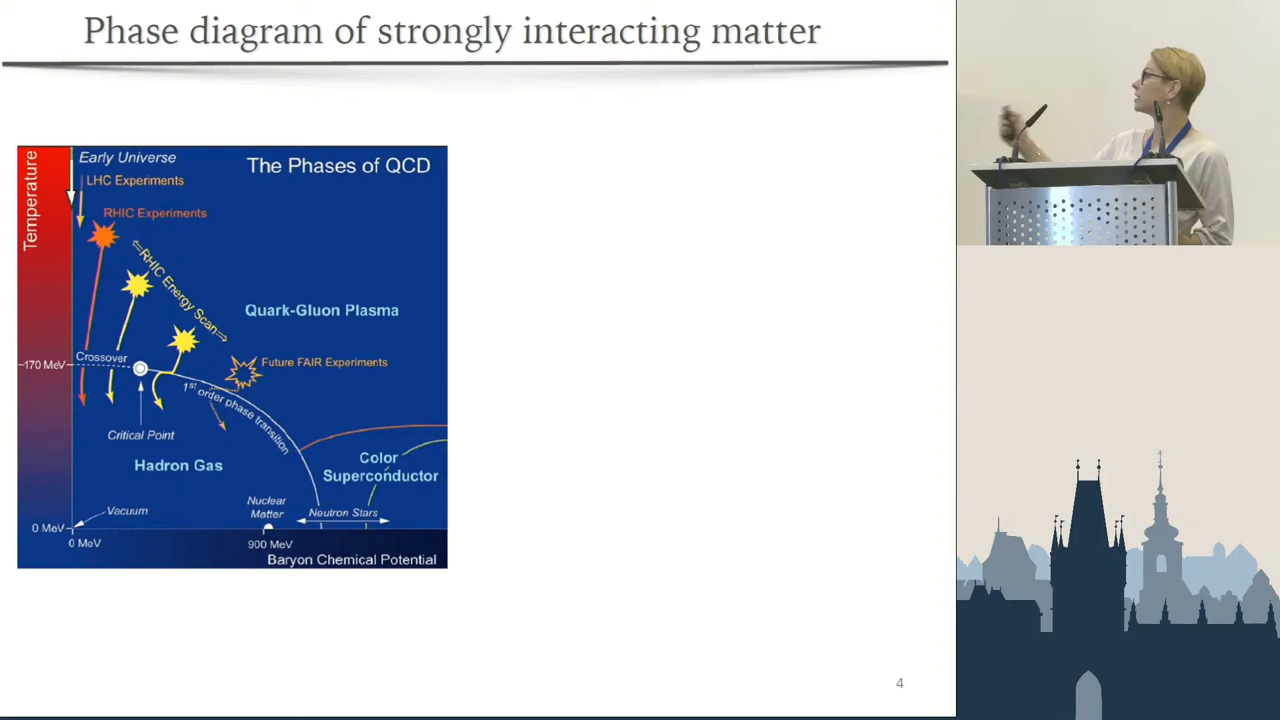 Phase diagram of strongly interacting matter
Temperature
Early Universe
The Phases of QCD
LHC Experiments
RHIC Experiments
⇐RHIC Energy Scan⇒
Quark-Gluon Plasma
Crossover
170 MeV
Future FAIR Experiments
1st order phase transition
Critical Point
Hadron Gas
Color
Superconductor
Nuclear
Matter
Vacuum
Neutron Stars
0 MeV
0 MeV
900 MeV
Baryon Chemical Potential
4